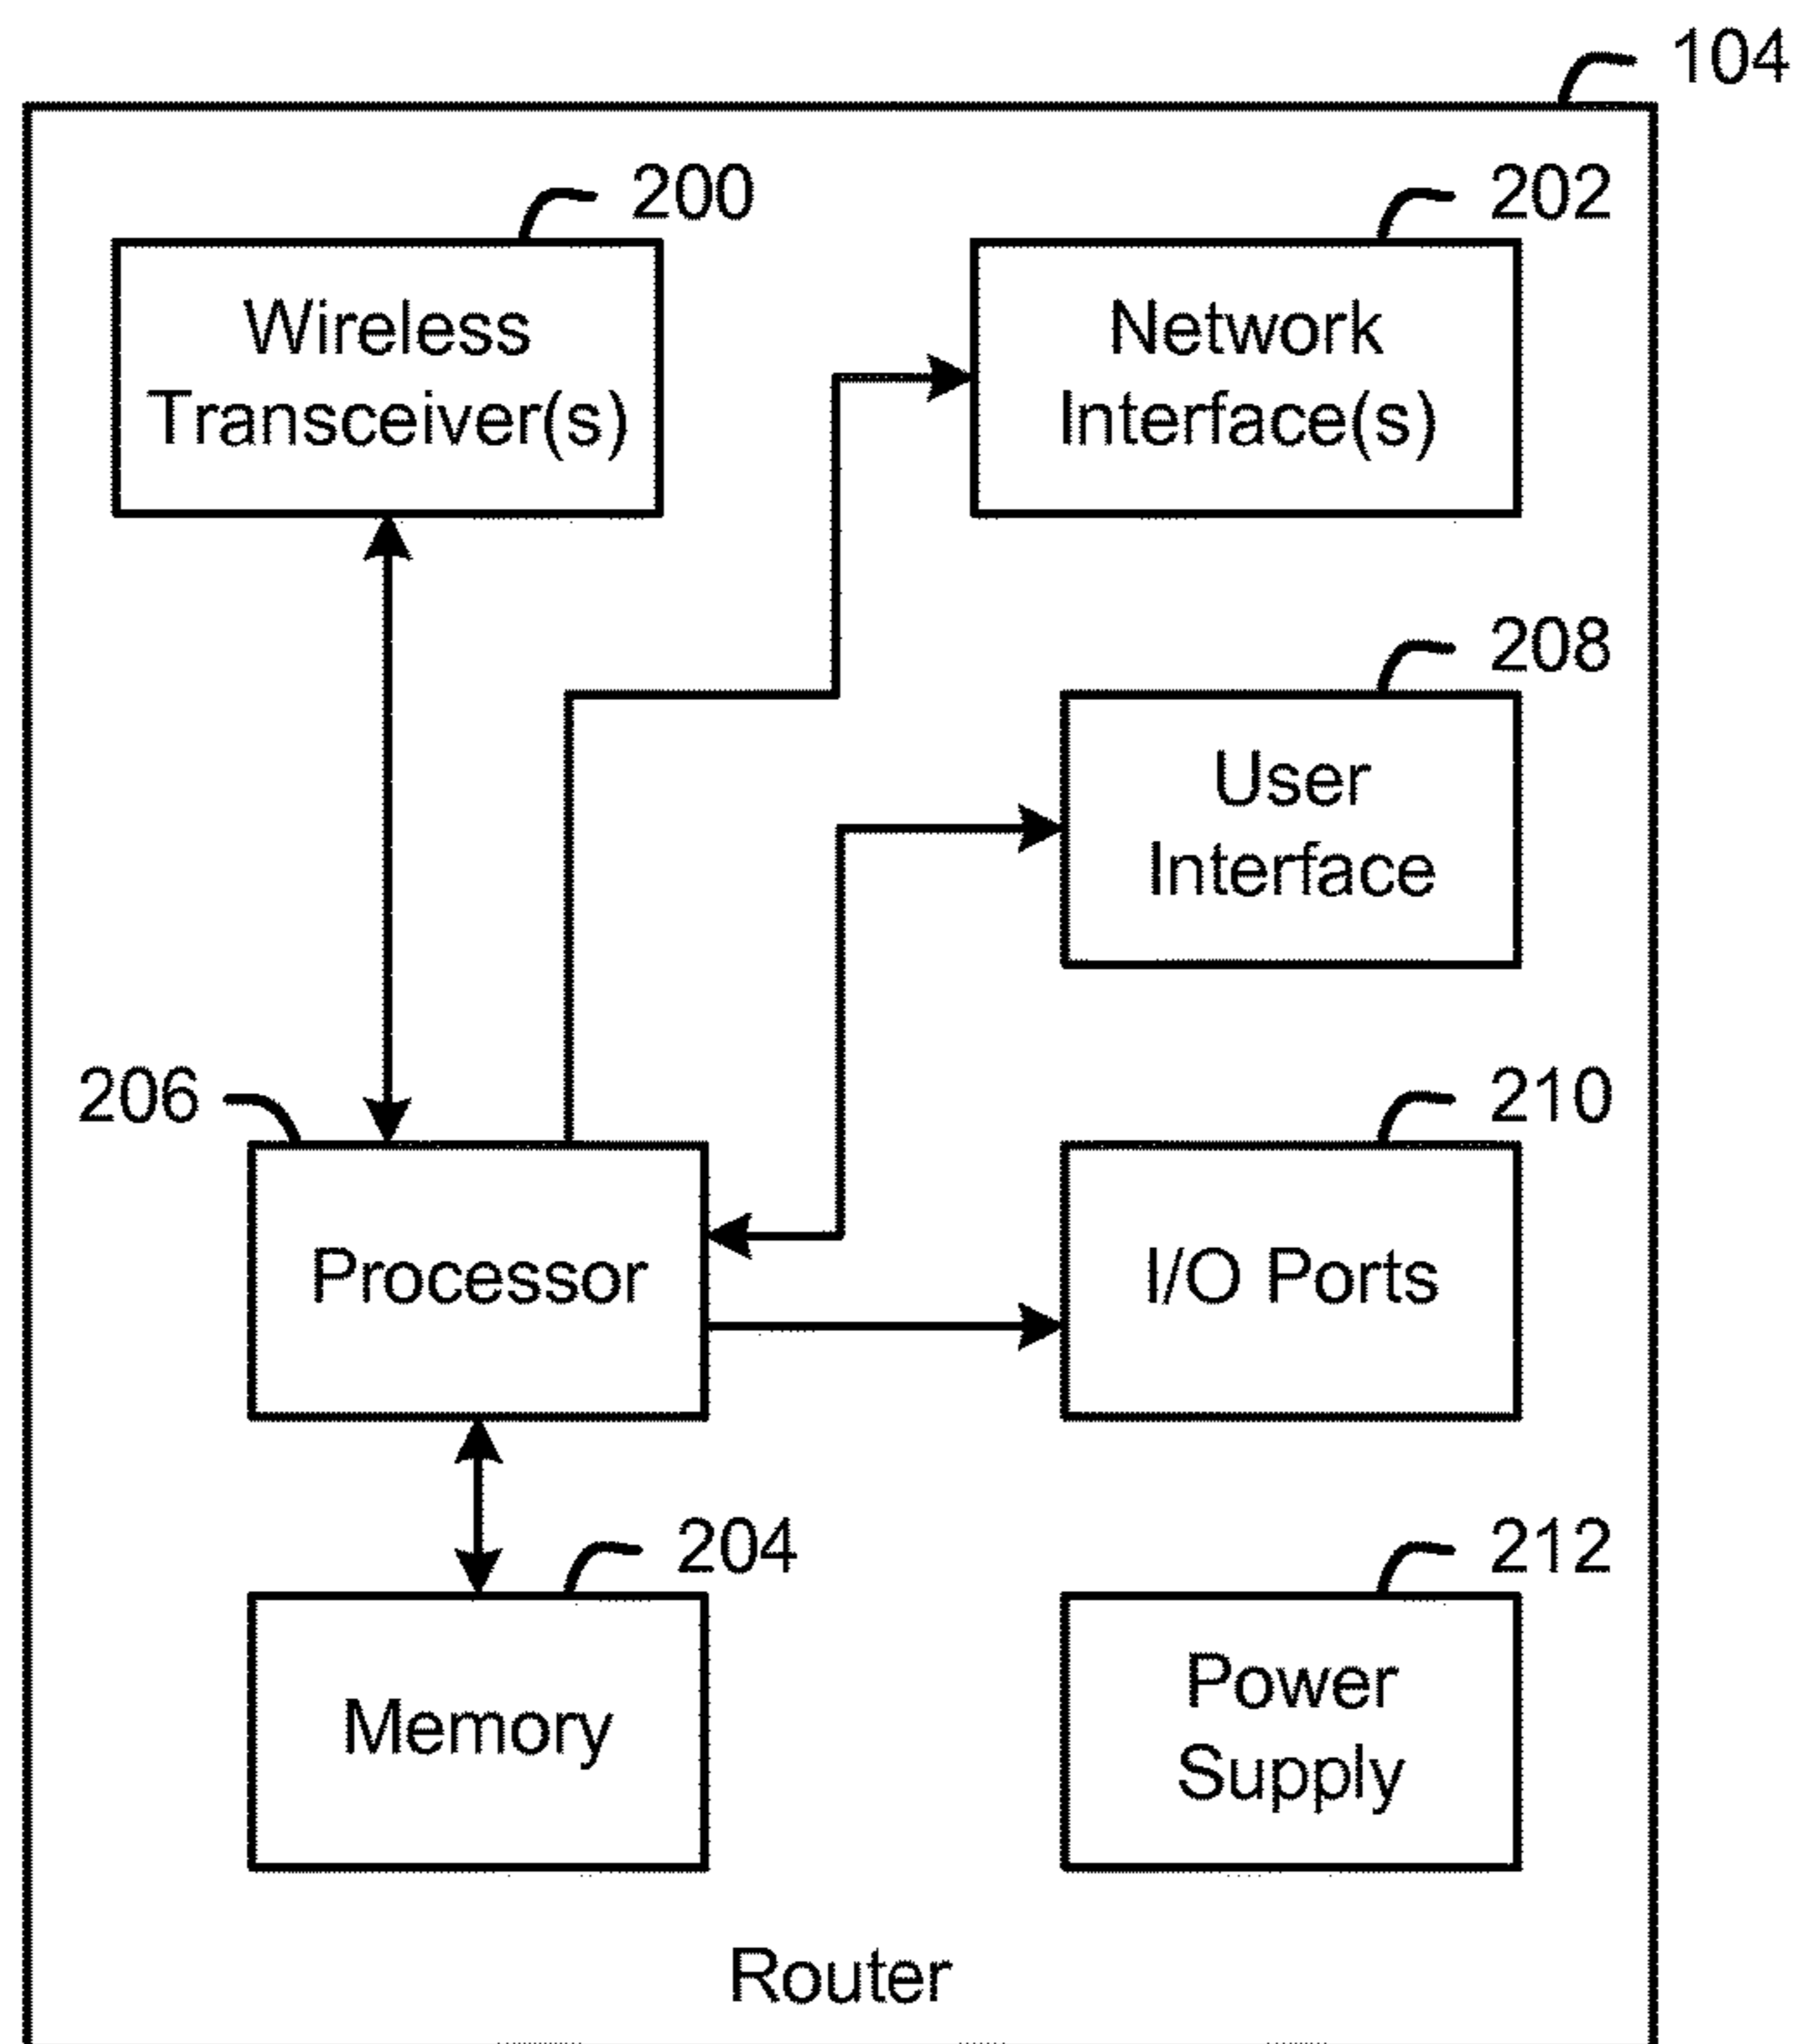 104
200
202
Wireless
Transceiver(s)
Network
Interface(s)
208
User
Interface
206
210
Processor
I/O Ports
204
212
Memory
Power
Supply
Router